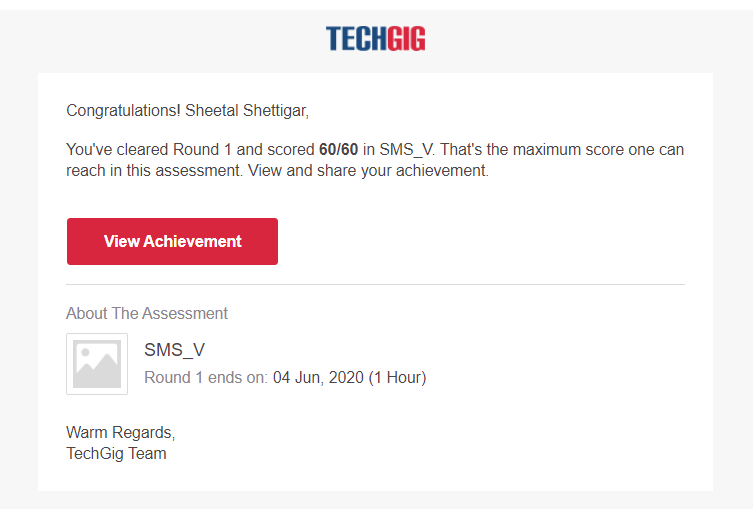 TECHGIG
Congratulations! Sheetal Shettigar,
You've cleared Round 1 and scored 60/60 in SMS_V. That's the maximum score one can
reach in this assessment. View and share your achievement.
View Achievement
About The Assessment
SMS_V
Round 1 ends on: 04 Jun, 2020 (1 Hour)
Warm Regards,
TechGig Team